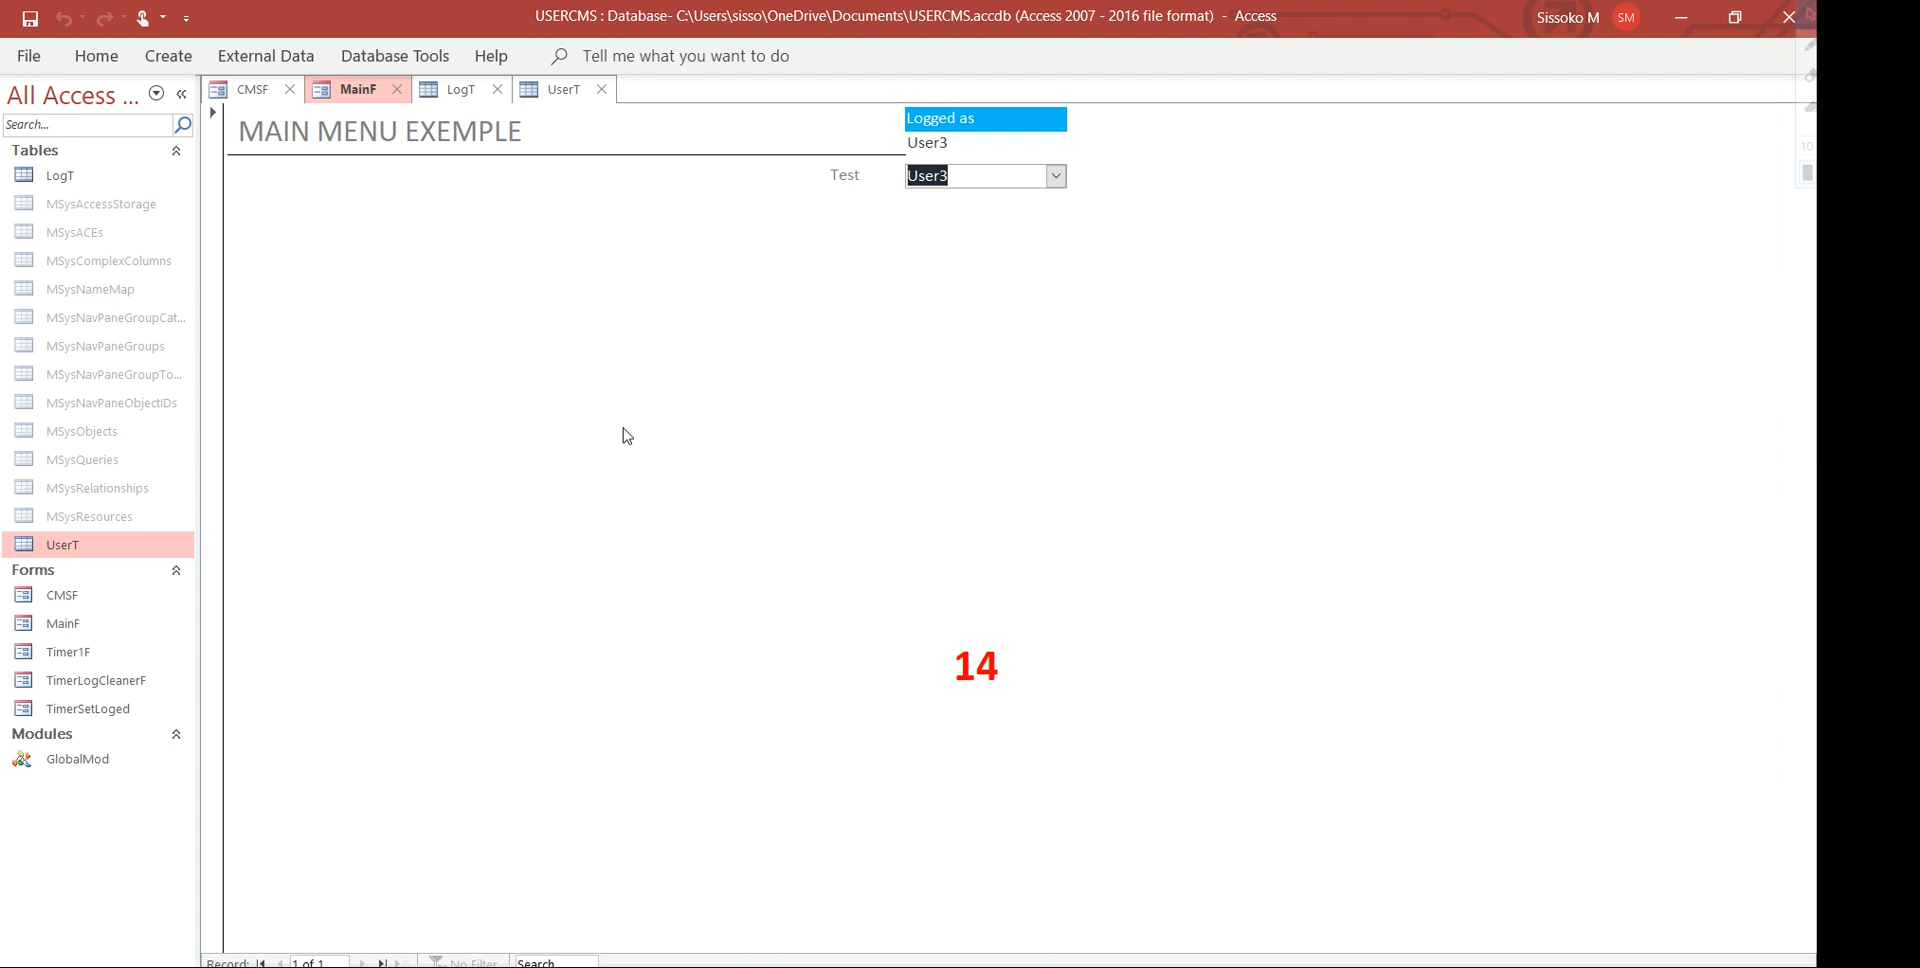 USERCMS : Database- C:\Users\sisso\OneDrive\Documents\USERCMS.accdb (Access 2007 - 2016 file format) - Access
Sissoko M
SM
File Home Create External Data Database Tools Help Tell me what you want to do
All Access ...
CMSF MainF LogT UserT
Search...
Tables
LogT
MSysAccessStorage
MSysACEs
MSysComplexColumns
MSysNameMap
MSysNavPaneGroupCat...
MSysNavPaneGroups
MSysNavPaneGroupTo...
MSysNavPaneObjectIDs
MSysObjects
MSysQueries
MSysRelationships
MSysResources
UserT
Forms
CMSF
MainF
Timer1F
TimerLogCleanerF
TimerSetLoged
Modules
GlobalMod
MAIN MENU EXEMPLE
Logged as
User3
Test User3
10
14
Record: 1 of 1 No Filter Search